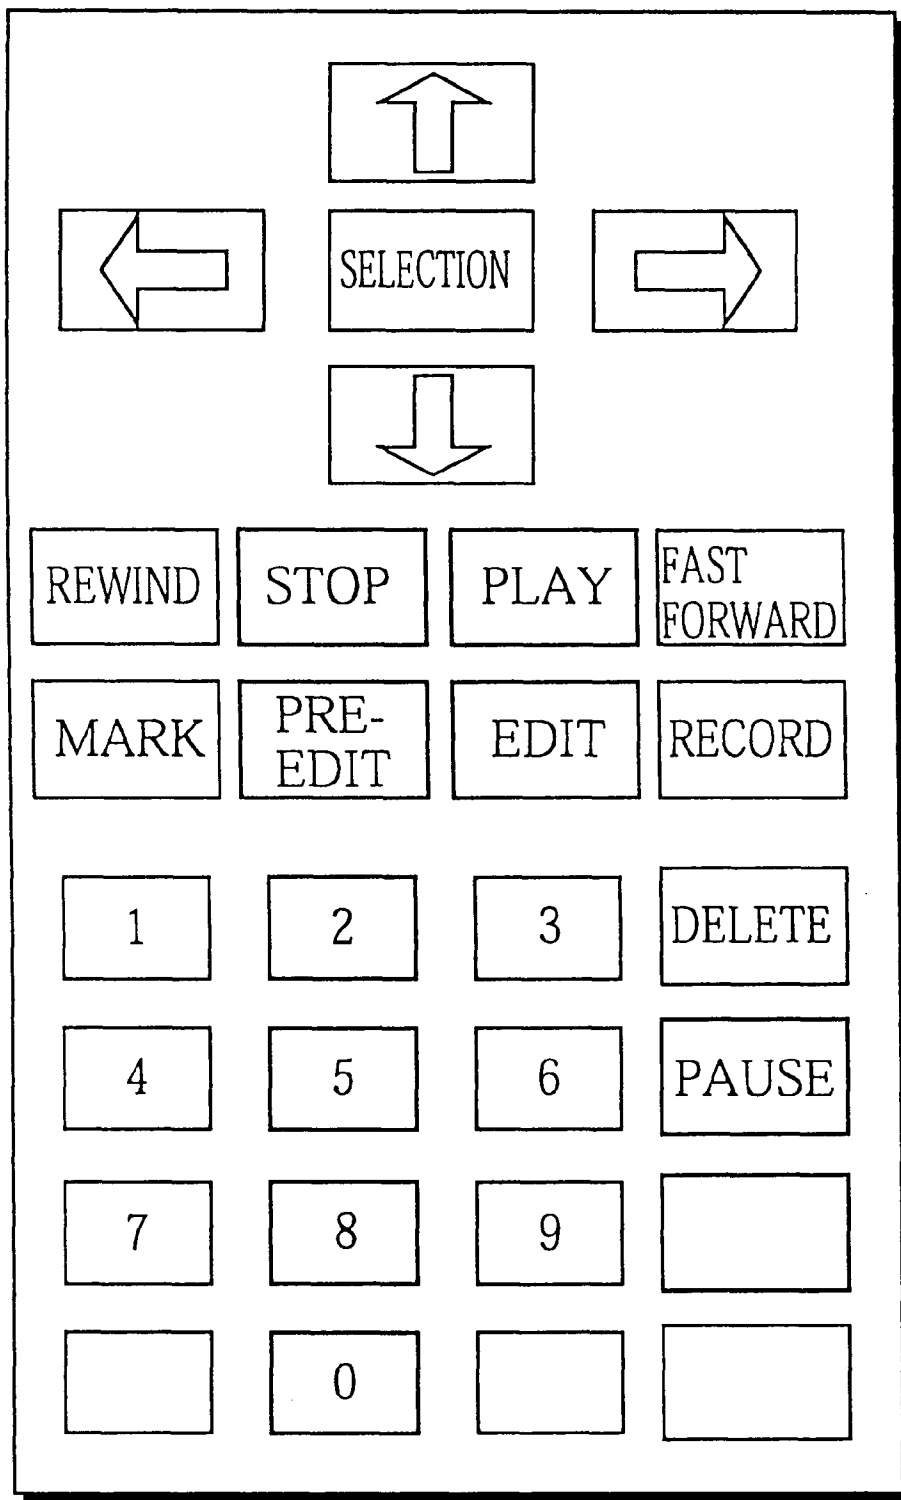 SELECTION
REWIND
STOP
PLAY
FAST
FORWARD
MARK
PRE-
EDIT
EDIT
RECORD
1
2
3
DELETE
4
5
6
PAUSE
7
8
9
0